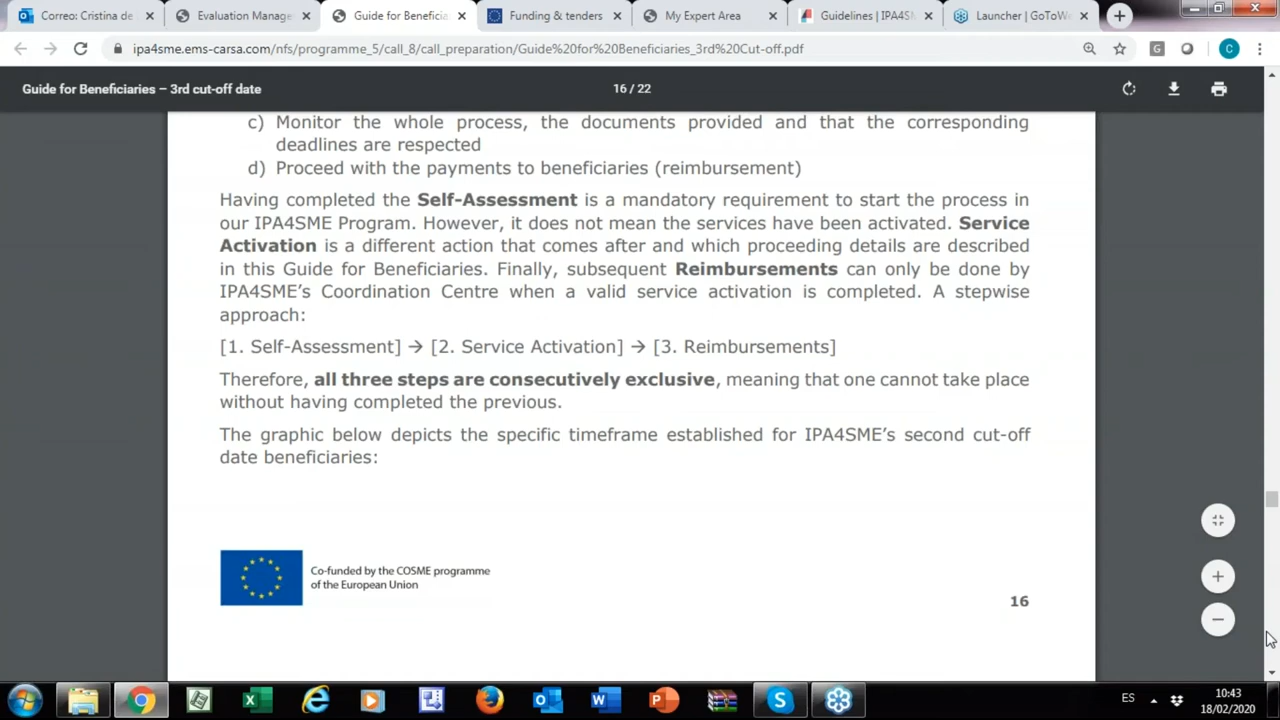 Correo: Cristina de
Evaluation Manage
Guide for Beneficia
Funding & tenders
My Expert Area
Guidelines | IPA4SM
Launcher | GoToWe
ipa4sme.ems-carsa.com/nfs/programme_5/call_8/call_preparation/Guide%20for%20Beneficiaries_3rd%20Cut-off.pdf
G
C
Guide for Beneficiaries – 3rd cut-off date
16 / 22
c) Monitor the whole process, the documents provided and that the corresponding
deadlines are respected
d) Proceed with the payments to beneficiaries (reimbursement)
Having completed the Self-Assessment is a mandatory requirement to start the process in
our IPA4SME Program. However, it does not mean the services have been activated. Service
Activation is a different action that comes after and which proceeding details are described
in this Guide for Beneficiaries. Finally, subsequent Reimbursements can only be done by
IPA4SME's Coordination Centre when a valid service activation is completed. A stepwise
approach:
[1. Self-Assessment] → [2. Service Activation] → [3. Reimbursements]
Therefore, all three steps are consecutively exclusive, meaning that one cannot take place
without having completed the previous.
The graphic below depicts the specific timeframe established for IPA4SME's second cut-off
date beneficiaries:
Co-funded by the COSME programme
of the European Union
16
ES
10:43
18/02/2020